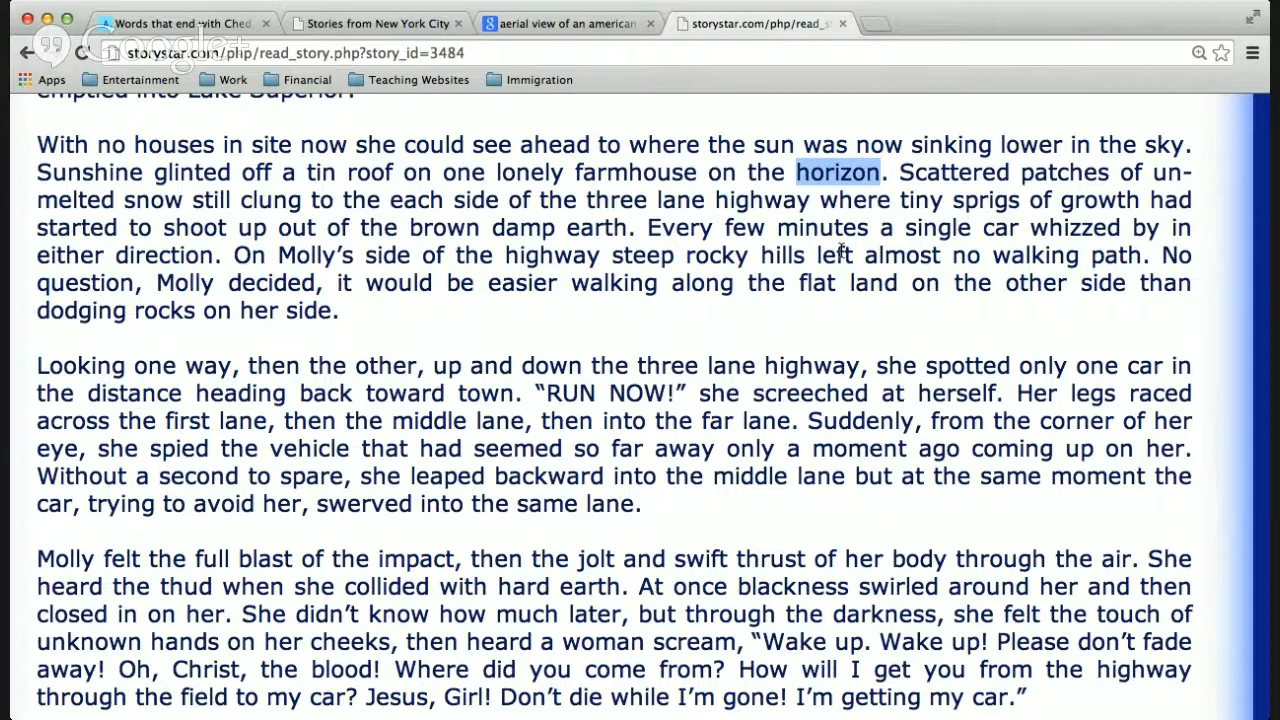 Words that end with Ched
Stories from New York City
aerial view of an american
storystar.com/php/read_s
Google+
storystar.com/php/read_story.php?story_id=3484
Apps Entertainment Work Financial Teaching Websites Immigration
emptied into Lake Superior.
With no houses in site now she could see ahead to where the sun was now sinking lower in the sky.
Sunshine glinted off a tin roof on one lonely farmhouse on the horizon. Scattered patches of un-
melted snow still clung to the each side of the three lane highway where tiny sprigs of growth had
started to shoot up out of the brown damp earth. Every few minutes a single car whizzed by in
either direction. On Molly’s side of the highway steep rocky hills left almost no walking path. No
question, Molly decided, it would be easier walking along the flat land on the other side than
dodging rocks on her side.
Looking one way, then the other, up and down the three lane highway, she spotted only one car in
the distance heading back toward town. “RUN NOW!” she screeched at herself. Her legs raced
across the first lane, then the middle lane, then into the far lane. Suddenly, from the corner of her
eye, she spied the vehicle that had seemed so far away only a moment ago coming up on her.
Without a second to spare, she leaped backward into the middle lane but at the same moment the
car, trying to avoid her, swerved into the same lane.
Molly felt the full blast of the impact, then the jolt and swift thrust of her body through the air. She
heard the thud when she collided with hard earth. At once blackness swirled around her and then
closed in on her. She didn’t know how much later, but through the darkness, she felt the touch of
unknown hands on her cheeks, then heard a woman scream, “Wake up. Wake up! Please don’t fade
away! Oh, Christ, the blood! Where did you come from? How will I get you from the highway
through the field to my car? Jesus, Girl! Don’t die while I’m gone! I’m getting my car.”